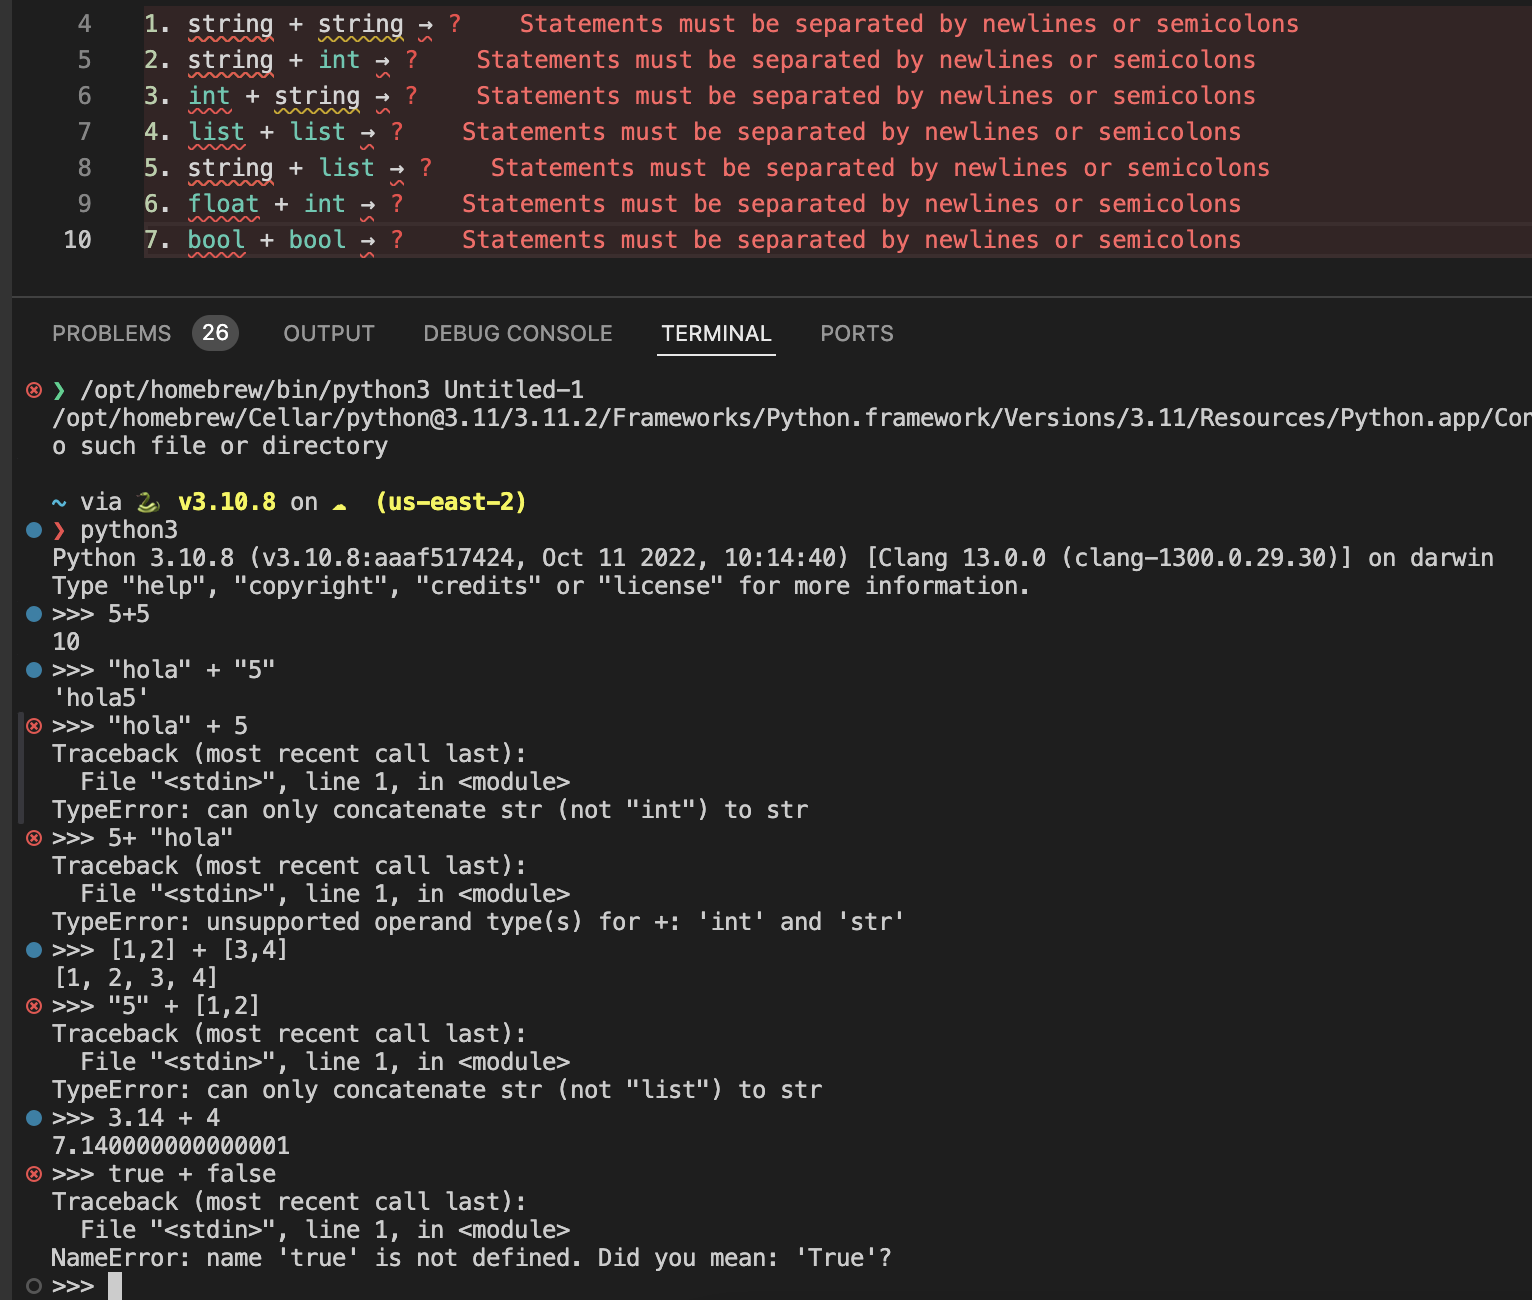 4 1. string + string → ? Statements must be separated by newlines or semicolons
5 2. string + int → ? Statements must be separated by newlines or semicolons
6 3. int + string → ? Statements must be separated by newlines or semicolons
7 4. list + list → ? Statements must be separated by newlines or semicolons
8 5. string + list → ? Statements must be separated by newlines or semicolons
9 6. float + int → ? Statements must be separated by newlines or semicolons
10 7. bool + bool → ? Statements must be separated by newlines or semicolons
PROBLEMS 26 OUTPUT DEBUG CONSOLE TERMINAL PORTS
❯ /opt/homebrew/bin/python3 Untitled-1
/opt/homebrew/Cellar/python@3.11/3.11.2/Frameworks/Python.framework/Versions/3.11/Resources/Python.app/Con
o such file or directory
~ via 🐍 v3.10.8 on ☁ (us-east-2)
❯ python3
Python 3.10.8 (v3.10.8:aaaf517424, Oct 11 2022, 10:14:40) [Clang 13.0.0 (clang-1300.0.29.30)] on darwin
Type "help", "copyright", "credits" or "license" for more information.
>>> 5+5
10
>>> "hola" + "5"
'hola5'
>>> "hola" + 5
Traceback (most recent call last):
  File "<stdin>", line 1, in <module>
TypeError: can only concatenate str (not "int") to str
>>> 5+ "hola"
Traceback (most recent call last):
  File "<stdin>", line 1, in <module>
TypeError: unsupported operand type(s) for +: 'int' and 'str'
>>> [1,2] + [3,4]
[1, 2, 3, 4]
>>> "5" + [1,2]
Traceback (most recent call last):
  File "<stdin>", line 1, in <module>
TypeError: can only concatenate str (not "list") to str
>>> 3.14 + 4
7.140000000000001
>>> true + false
Traceback (most recent call last):
  File "<stdin>", line 1, in <module>
NameError: name 'true' is not defined. Did you mean: 'True'?
>>>